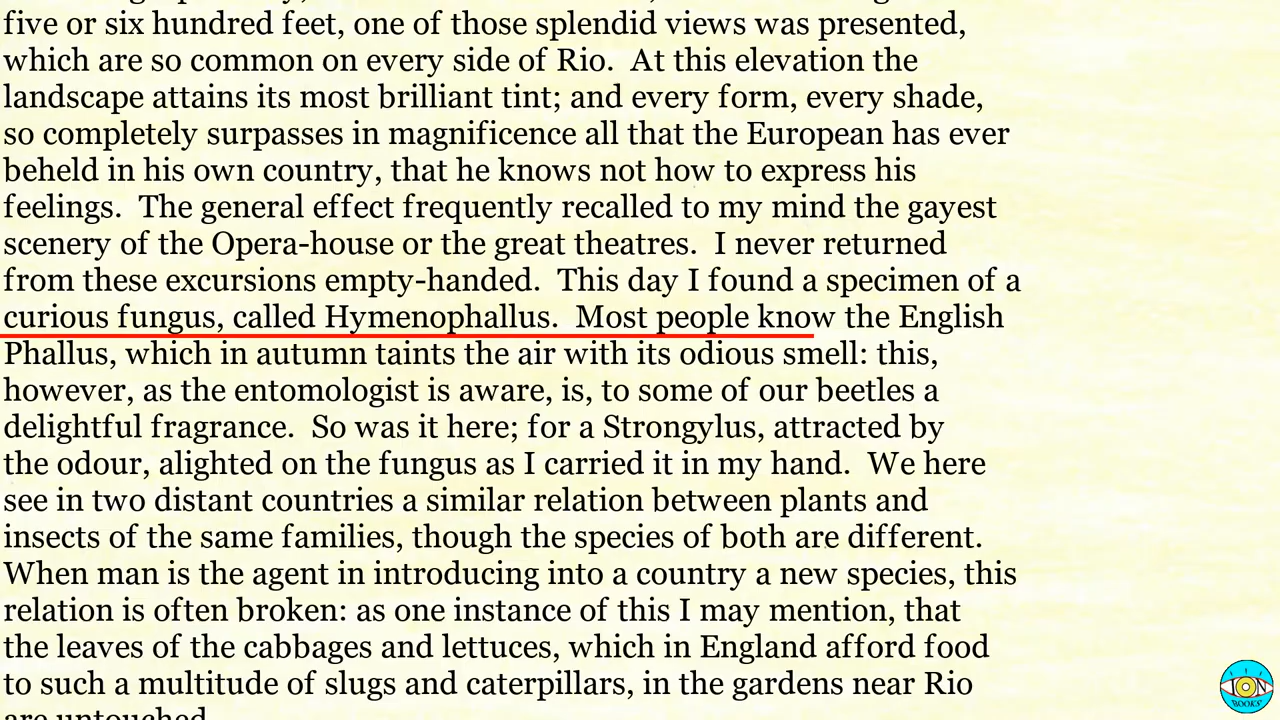 five or six hundred feet, one of those splendid views was presented,
which are so common on every side of Rio.  At this elevation the
landscape attains its most brilliant tint; and every form, every shade,
so completely surpasses in magnificence all that the European has ever
beheld in his own country, that he knows not how to express his
feelings.  The general effect frequently recalled to my mind the gayest
scenery of the Opera-house or the great theatres.  I never returned
from these excursions empty-handed.  This day I found a specimen of a
curious fungus, called Hymenophallus.  Most people know the English
Phallus, which in autumn taints the air with its odious smell: this,
however, as the entomologist is aware, is, to some of our beetles a
delightful fragrance.  So was it here; for a Strongylus, attracted by
the odour, alighted on the fungus as I carried it in my hand.  We here
see in two distant countries a similar relation between plants and
insects of the same families, though the species of both are different.
When man is the agent in introducing into a country a new species, this
relation is often broken: as one instance of this I may mention, that
the leaves of the cabbages and lettuces, which in England afford food
to such a multitude of slugs and caterpillars, in the gardens near Rio
are untouched
ION
BOOKS